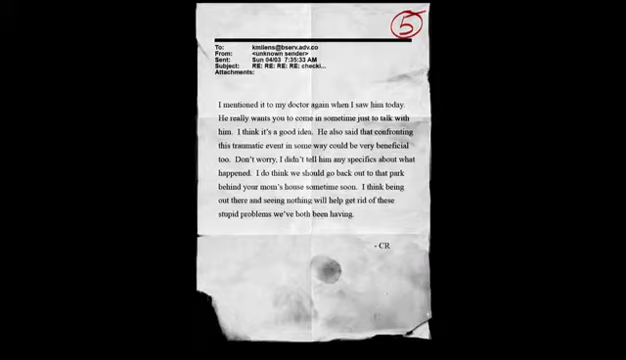 5
To: kmilens@bserv.adv.co
From: <unknown sender>
Sent: Sun 04/03 7:35:33 AM
Subject: RE: RE: RE: RE: checki...
Attachments:
I mentioned it to my doctor again when I saw him today.
He really wants you to come in sometime just to talk with
him. I think it's a good idea. He also said that confronting
this traumatic event in some way could be very beneficial
too. Don't worry, I didn't tell him any specifics about what
happened. I do think we should go back out to that park
behind your mom's house sometime soon. I think being
out there and seeing nothing will help get rid of these
stupid problems we've both been having.
- CR